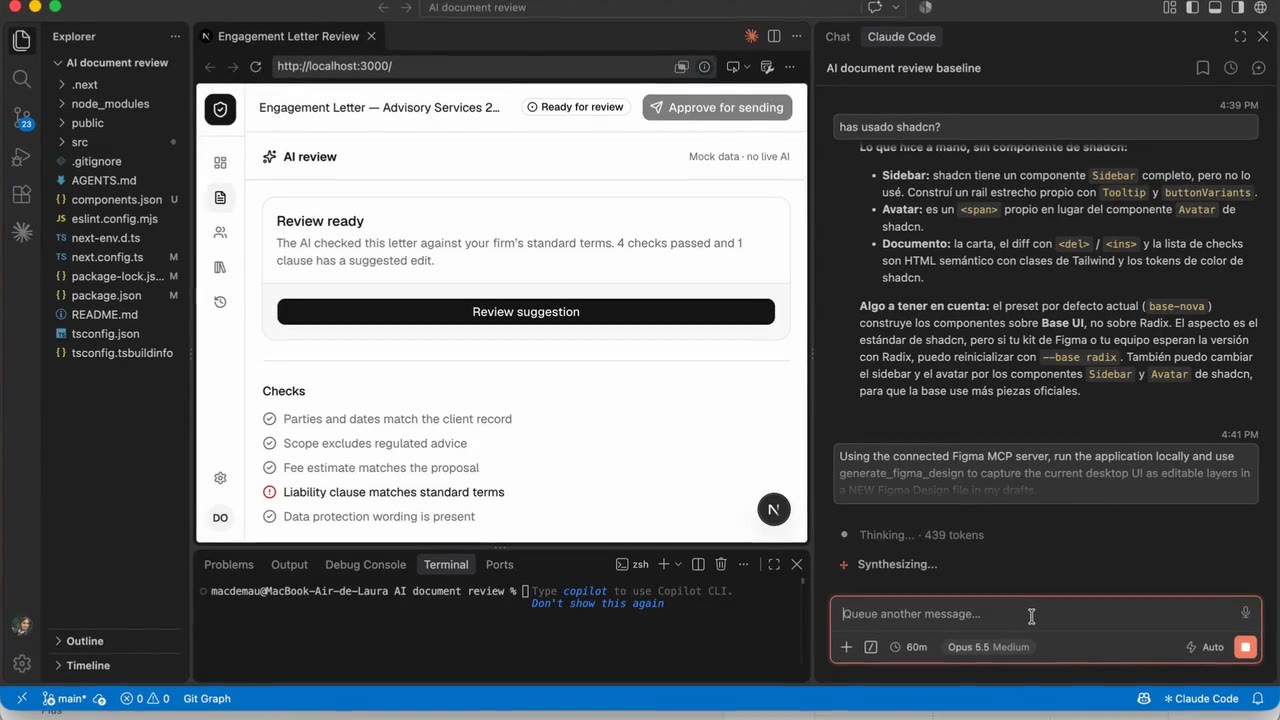 AI document review
Explorer
AI document review
.next
node_modules
public
src
.gitignore
AGENTS.md
components.json U
eslint.config.mjs
next-env.d.ts
next.config.ts M
package-lock.js... M
package.json M
README.md
tsconfig.json
tsconfig.tsbuildinfo
Outline
Timeline
23
TS
TS
Engagement Letter Review
http://localhost:3000/
Engagement Letter — Advisory Services 2...
Ready for review
Approve for sending
AI review
Mock data · no live AI
Review ready
The AI checked this letter against your firm's standard terms. 4 checks passed and 1
clause has a suggested edit.
Review suggestion
Checks
Parties and dates match the client record
Scope excludes regulated advice
Fee estimate matches the proposal
Liability clause matches standard terms
Data protection wording is present
DO
N
Problems Output Debug Console Terminal Ports
zsh
macdemau@MacBook-Air-de-Laura AI document review % Type copilot to use Copilot CLI.
Don't show this again
Chat Claude Code
AI document review baseline
4:39 PM
has usado shadcn?
Lo que hice a mano, sin componente de shadcn:
• Sidebar: shadcn tiene un componente Sidebar completo, pero no lo
usé. Construí un rail estrecho propio con Tooltip y buttonVariants.
• Avatar: es un <span> propio en lugar del componente Avatar de
shadcn.
• Documento: la carta, el diff con <del> / <ins> y la lista de checks
son HTML semántico con clases de Tailwind y los tokens de color de
shadcn.
Algo a tener en cuenta: el preset por defecto actual (base-nova)
construye los componentes sobre Base UI, no sobre Radix. El aspecto es el
estándar de shadcn, pero si tu kit de Figma o tu equipo esperan la versión
con Radix, puedo reinicializar con --base radix. También puedo cambiar
el sidebar y el avatar por los componentes Sidebar y Avatar de shadcn,
para que la base use más piezas oficiales.
4:41 PM
Using the connected Figma MCP server, run the application locally and use
generate_figma_design to capture the current desktop UI as editable layers in
a NEW Figma Design file in my drafts.
Thinking... · 439 tokens
Synthesizing...
Queue another message...
60m
Opus 5.5 Medium
Auto
main*
0 0
Git Graph
Claude Code